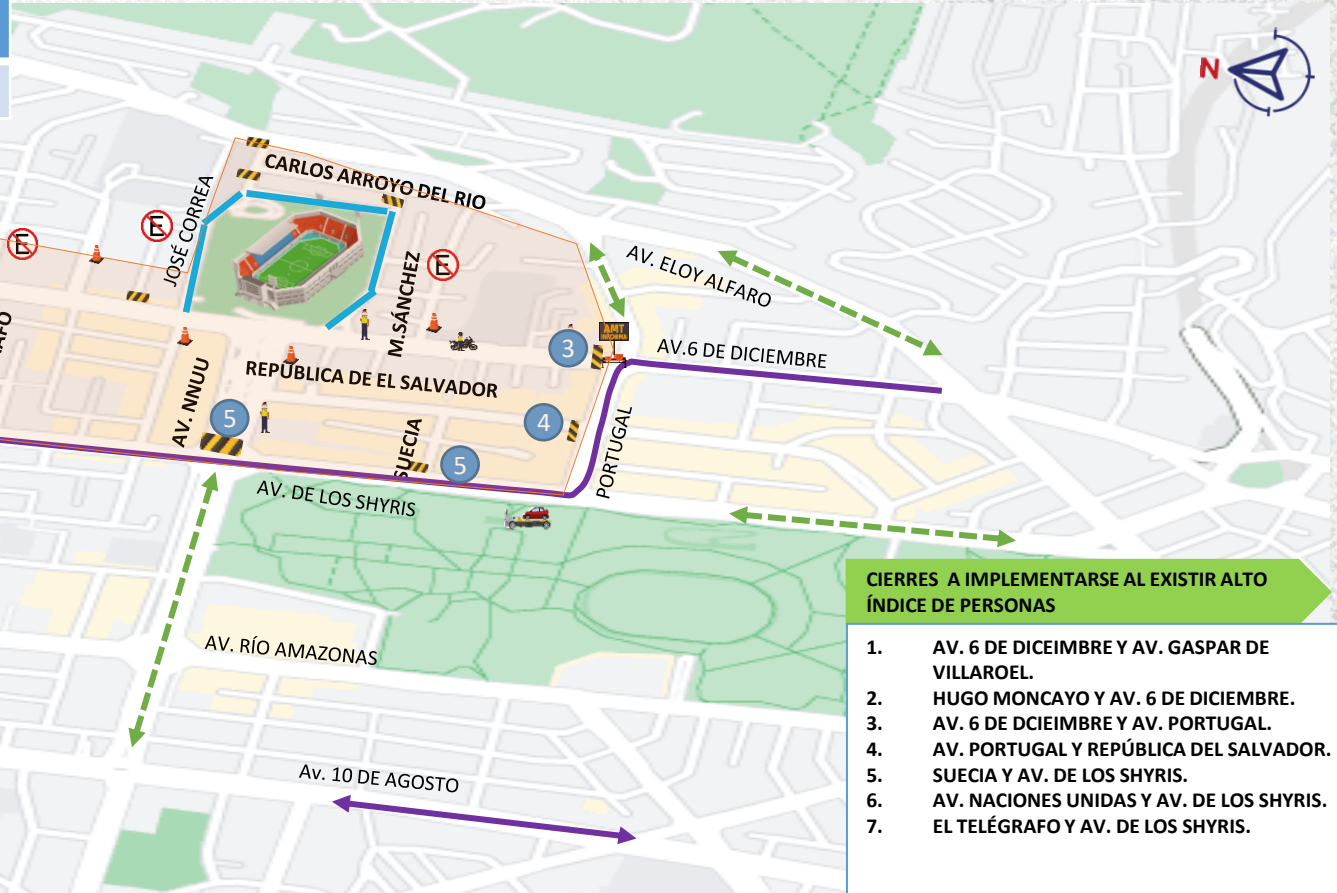 N
CARLOS ARROYO DEL RIO
JOSÉ CORREA
E
E
E
AV. ELOY ALFARO
M.SÁNCHEZ
AMT
3
AV.6 DE DICIEMBRE
REPÚBLICA DE EL SALVADOR
AV. NNUU
5
4
SUECIA
5
PORTUGAL
AV. DE LOS SHYRIS
AV. RÍO AMAZONAS
Av. 10 DE AGOSTO
CIERRES A IMPLEMENTARSE AL EXISTIR ALTO
ÍNDICE DE PERSONAS
1. AV. 6 DE DICEIMBRE Y AV. GASPAR DE
VILLAROEL.
2. HUGO MONCAYO Y AV. 6 DE DICIEMBRE.
3. AV. 6 DE DCIEIMBRE Y AV. PORTUGAL.
4. AV. PORTUGAL Y REPÚBLICA DEL SALVADOR.
5. SUECIA Y AV. DE LOS SHYRIS.
6. AV. NACIONES UNIDAS Y AV. DE LOS SHYRIS.
7. EL TELÉGRAFO Y AV. DE LOS SHYRIS.